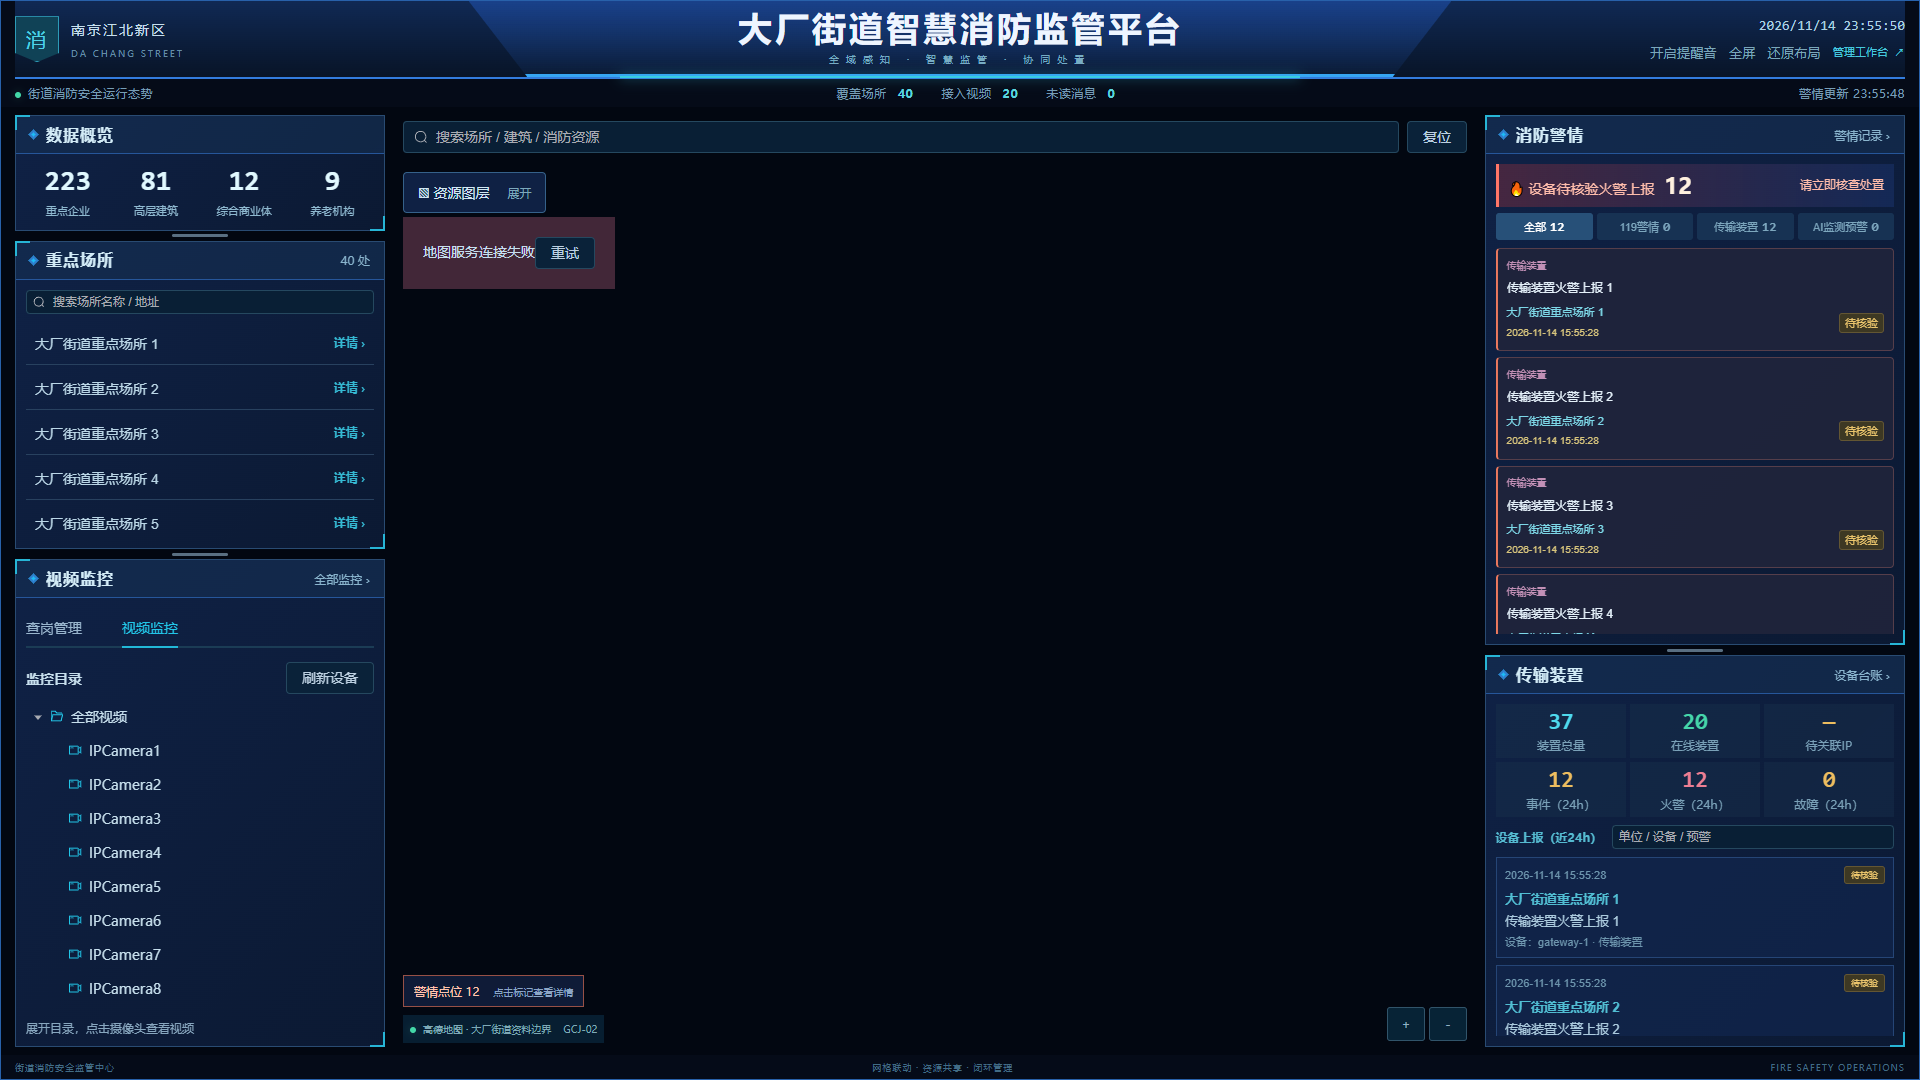 消
南京江北新区
DA CHANG STREET
大厂街道智慧消防监管平台
全域感知 · 智慧监管 · 协同处置
2026/11/14 23:55:50
开启提醒音 全屏 还原布局 管理工作台 ↗
街道消防安全运行态势
覆盖场所 40 接入视频 20 未读消息 0
警情更新 23:55:48
数据概览
223 81 12 9
重点企业 高层建筑 综合商业体 养老机构
重点场所 40 处
搜索场所名称 / 地址
大厂街道重点场所 1 详情 ›
大厂街道重点场所 2 详情 ›
大厂街道重点场所 3 详情 ›
大厂街道重点场所 4 详情 ›
大厂街道重点场所 5 详情 ›
视频监控 全部监控 ›
查岗管理 视频监控
监控目录 刷新设备
全部视频
IPCamera1
IPCamera2
IPCamera3
IPCamera4
IPCamera5
IPCamera6
IPCamera7
IPCamera8
展开目录，点击摄像头查看视频
搜索场所 / 建筑 / 消防资源 复位
资源图层 展开
地图服务连接失败 重试
警情点位 12 点击标记查看详情
高德地图 · 大厂街道资料边界 GCJ-02
+ -
消防警情 警情记录 ›
设备待核验火警上报 12 请立即核查处置
全部 12 119警情 0 传输装置 12 AI监测预警 0
传输装置
传输装置火警上报 1
大厂街道重点场所 1
2026-11-14 15:55:28 待核验
传输装置
传输装置火警上报 2
大厂街道重点场所 2
2026-11-14 15:55:28 待核验
传输装置
传输装置火警上报 3
大厂街道重点场所 3
2026-11-14 15:55:28 待核验
传输装置
传输装置火警上报 4
传输装置 设备台账 ›
37 20 —
装置总量 在线装置 待关联IP
12 12 0
事件（24h） 火警（24h） 故障（24h）
设备上报（近24h） 单位 / 设备 / 预警
2026-11-14 15:55:28 待核验
大厂街道重点场所 1
传输装置火警上报 1
设备：gateway-1 · 传输装置
2026-11-14 15:55:28 待核验
大厂街道重点场所 2
传输装置火警上报 2
街道消防安全监管中心
网格联动 · 资源共享 · 闭环管理
FIRE SAFETY OPERATIONS